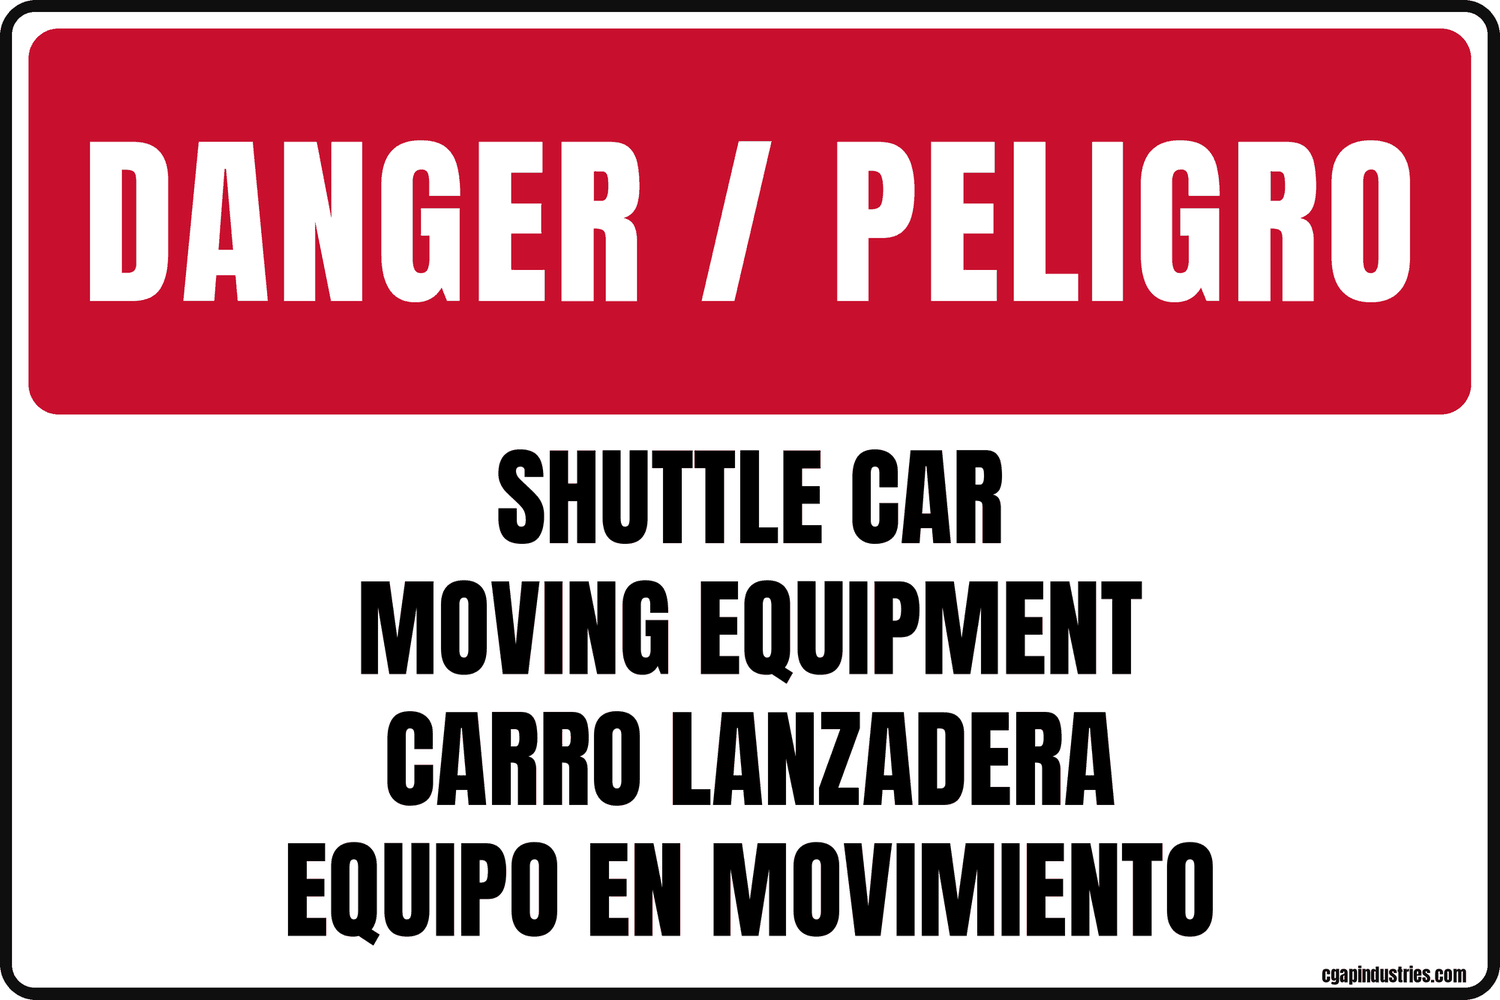 DANGER / PELIGRO
SHUTTLE CAR
MOVING EQUIPMENT
CARRO LANZADERA
EQUIPO EN MOVIMIENTO
cgapindustries.com